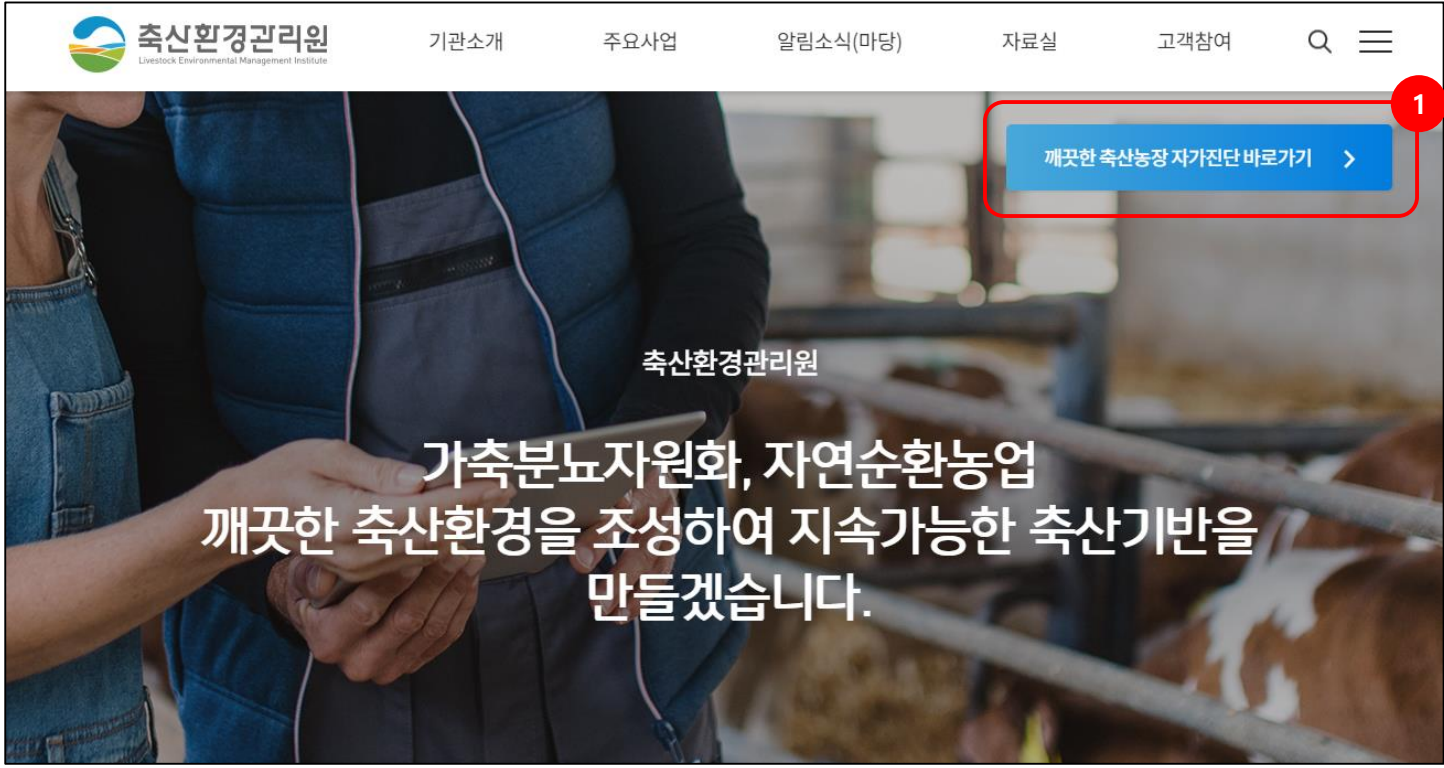 축산환경관리원
Livestock Environmental Management Institute
기관소개
주요사업
알림소식(마당)
자료실
고객참여
1
깨끗한 축산농장 자가진단 바로가기
축산환경관리원
가축분뇨자원화, 자연순환농업
깨끗한 축산환경을 조성하여 지속가능한 축산기반을
만들겠습니다.